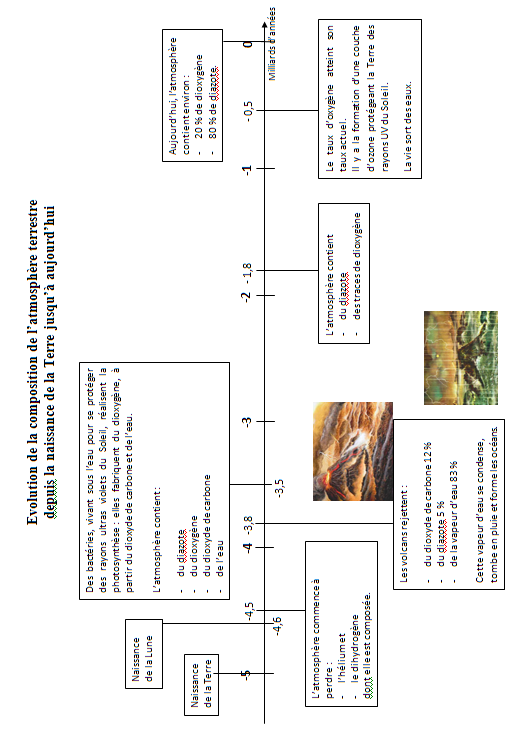 Evolution de la composition de l'atmosphère terrestre
depuis la naissance de la Terre jusqu'à aujourd'hui
Naissance
de la Terre
Naissance
de la Lune
Des bactéries, vivant sous l'eau pour se protéger
des rayons ultras violets du Soleil, réalisent la
photosynthèse : elles fabriquent du dioxygène, à
partir du dioxyde de carbone et de l'eau.
L'atmosphère contient :
- du diazote
- du dioxygène
- du dioxyde de carbone
- de l'eau
Aujourd'hui, l'atmosphère
contient environ :
- 20 % de dioxygène
- 80 % de diazote
-5
-4,6
-4,5
-4
-3,8
-3,5
-3
-2
-1,8
-1
-0,5
0
Milliards d'années
L'atmosphère commence à
perdre :
- l'hélium et
- le dihydrogène
dont elle est composée.
Les volcans rejettent :
- du dioxyde de carbone 12 %
- du diazote 5 %
- de la vapeur d'eau 83 %
Cette vapeur d'eau se condense,
tombe en pluie et forme les océans.
L'atmosphère contient
- du diazote
- des traces de dioxygène
Le taux d'oxygène atteint son
taux actuel.
Il y a la formation d'une couche
d'ozone protégeant la Terre des
rayons UV du Soleil.
La vie sort des eaux.